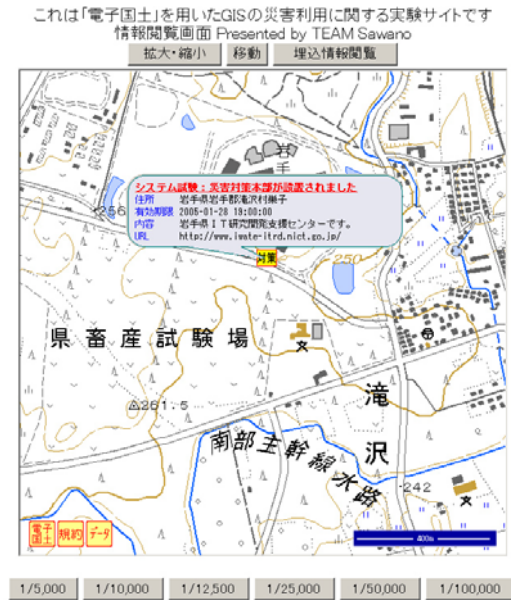 これは「電子国土」を用いたGISの災害利用に関する実験サイトです
情報閲覧画面 Presented by TEAM Sawano
拡大・縮小 移動 埋込情報閲覧
岩手
システム試験：災害対策本部が設置されました
住所 岩手県岩手郡滝沢村巣子
有効期限 2005-01-28 18:00:00
内容 岩手県IT研究開発支援センターです。
URL http://www.iwate-itrd.nict.go.jp/
256
対策
250
県畜産試験場
261.5
滝沢
南部主幹線水路
242
電子国土 規約 データ
400m
1/5,000 1/10,000 1/12,500 1/25,000 1/50,000 1/100,000